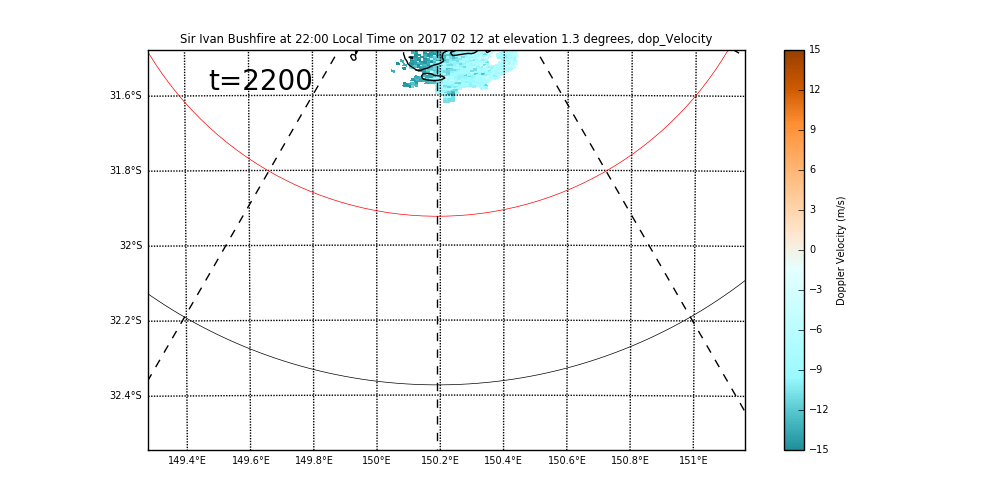 Sir Ivan Bushfire at 22:00 Local Time on 2017 02 12 at elevation 1.3 degrees, dop_Velocity
t=2200
31.6°S
31.8°S
32°S
32.2°S
32.4°S
149.4°E 149.6°E 149.8°E 150°E 150.2°E 150.4°E 150.6°E 150.8°E 151°E
15
12
9
6
3
0
−3
−6
−9
−12
−15
Doppler Velocity (m/s)